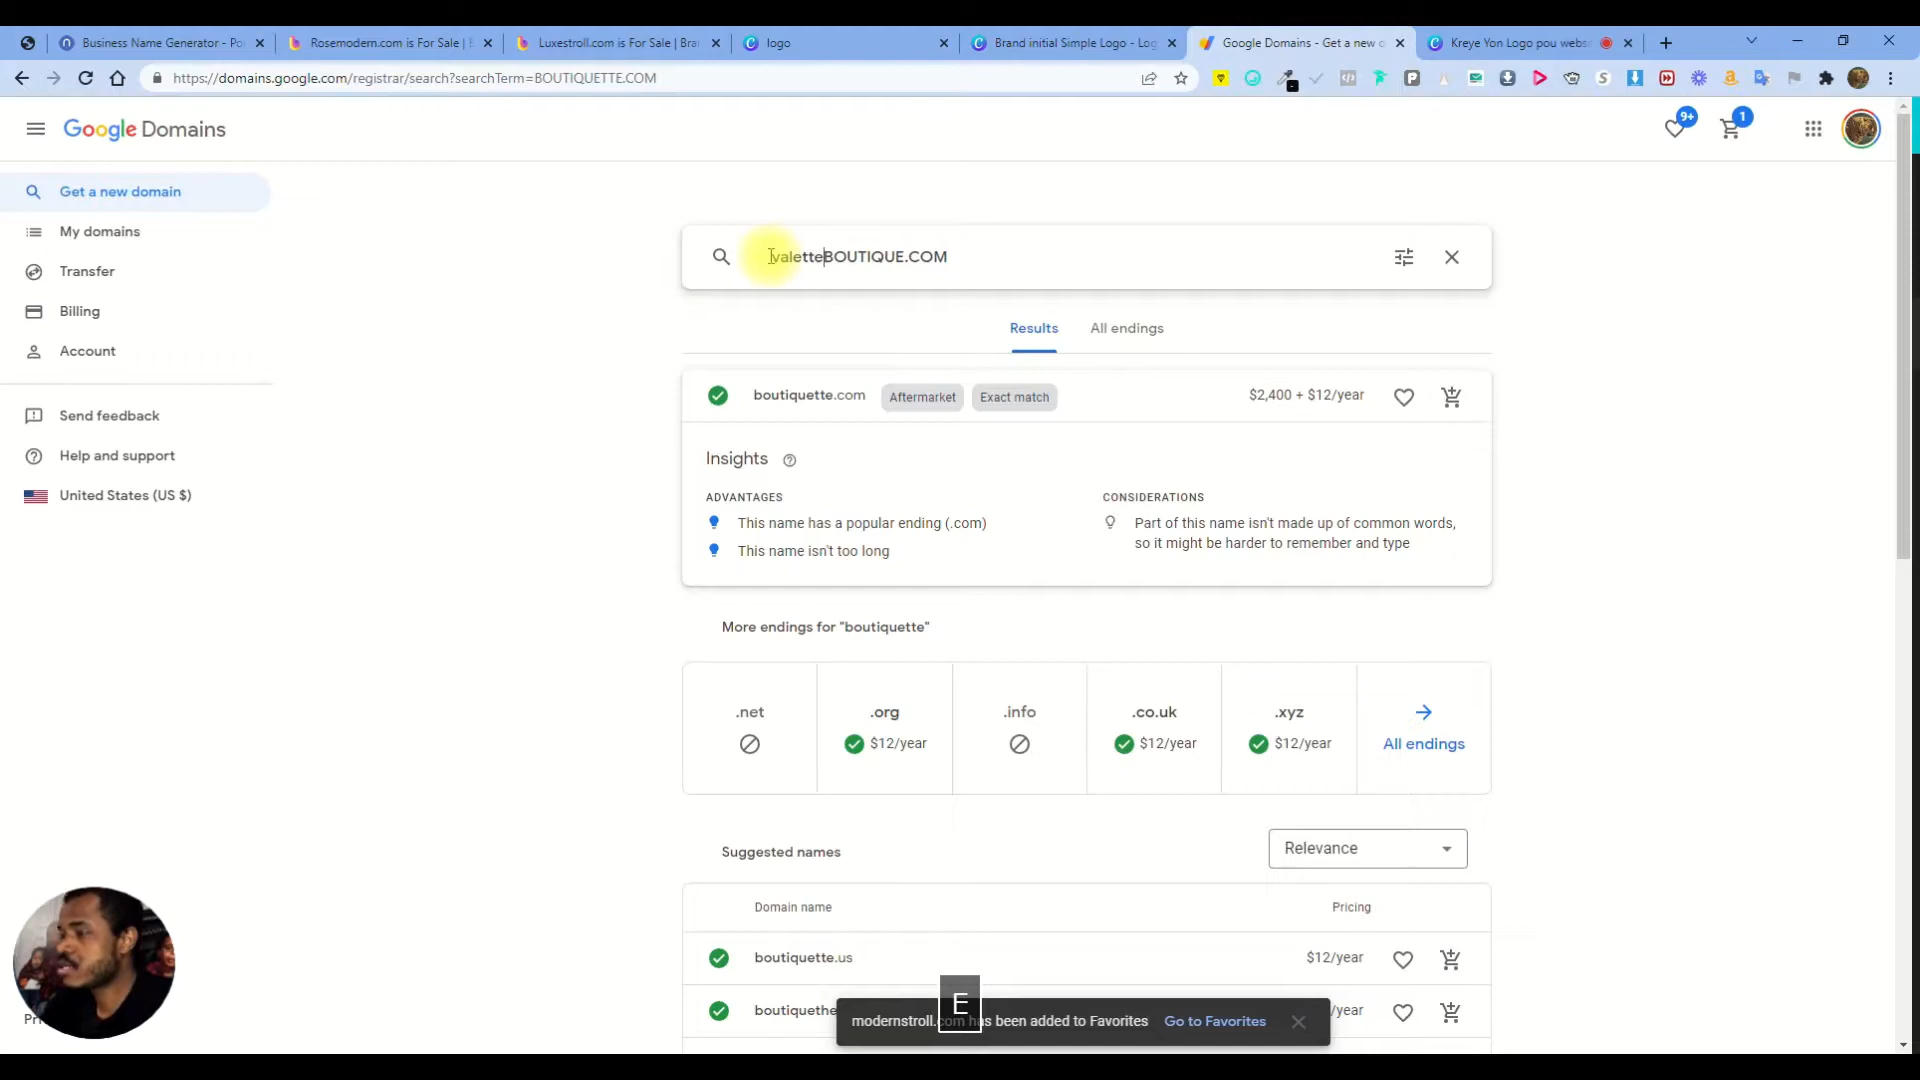 Business Name Generator - Po
Rosemodern.com is For Sale |
Luxestroll.com is For Sale | Bra
logo
Brand initial Simple Logo - Log
Google Domains - Get a new
Kreye Yon Logo pou webs
https://domains.google.com/registrar/search?searchTerm=BOUTIQUETTE.COM
Google Domains
9+
1
Get a new domain
My domains
Transfer
Billing
Account
Send feedback
Help and support
United States (US $)
valetteBOUTIQUE.COM
Results
All endings
boutiquette.com
Aftermarket
Exact match
$2,400 + $12/year
Insights
ADVANTAGES
This name has a popular ending (.com)
This name isn't too long
CONSIDERATIONS
Part of this name isn't made up of common words,
so it might be harder to remember and type
More endings for "boutiquette"
.net
.org
$12/year
.info
.co.uk
$12/year
.xyz
$12/year
All endings
Suggested names
Relevance
Domain name
Pricing
boutiquette.us
$12/year
boutiquethe
/year
modernstroll.com has been added to Favorites
Go to Favorites
E